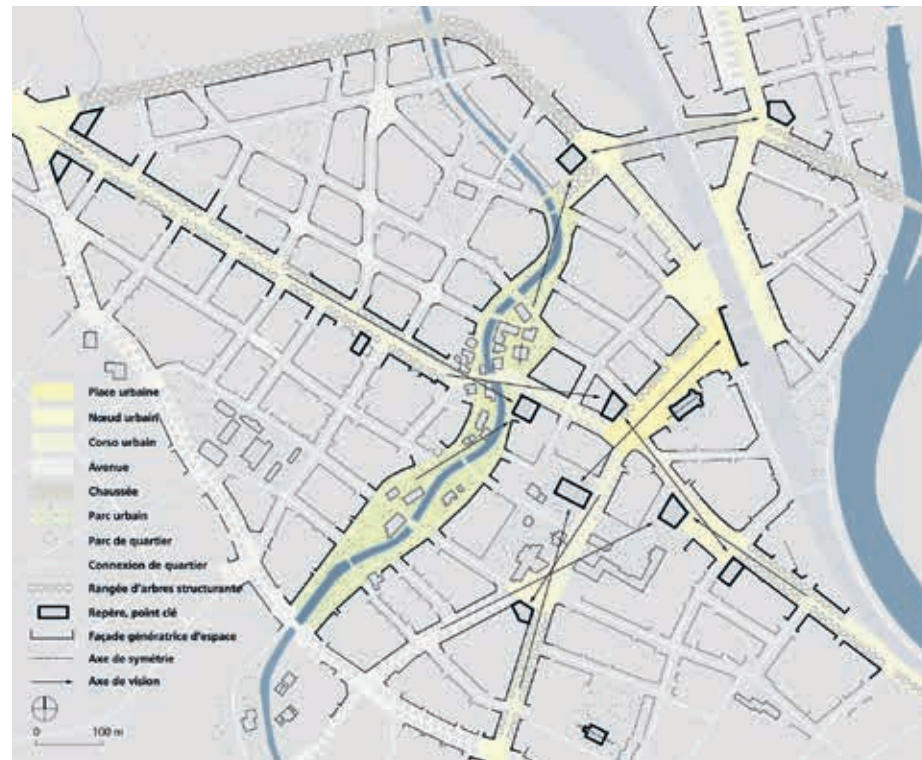 Place urbaine
Nœud urbain
Corso urbain
Avenue
Chaussée
Parc urbain
Parc de quartier
Connexion de quartier
Rangée d'arbres structurante
Repère, point clé
Façade génératrice d'espace
Axe de symétrie
Axe de vision
0 100 m